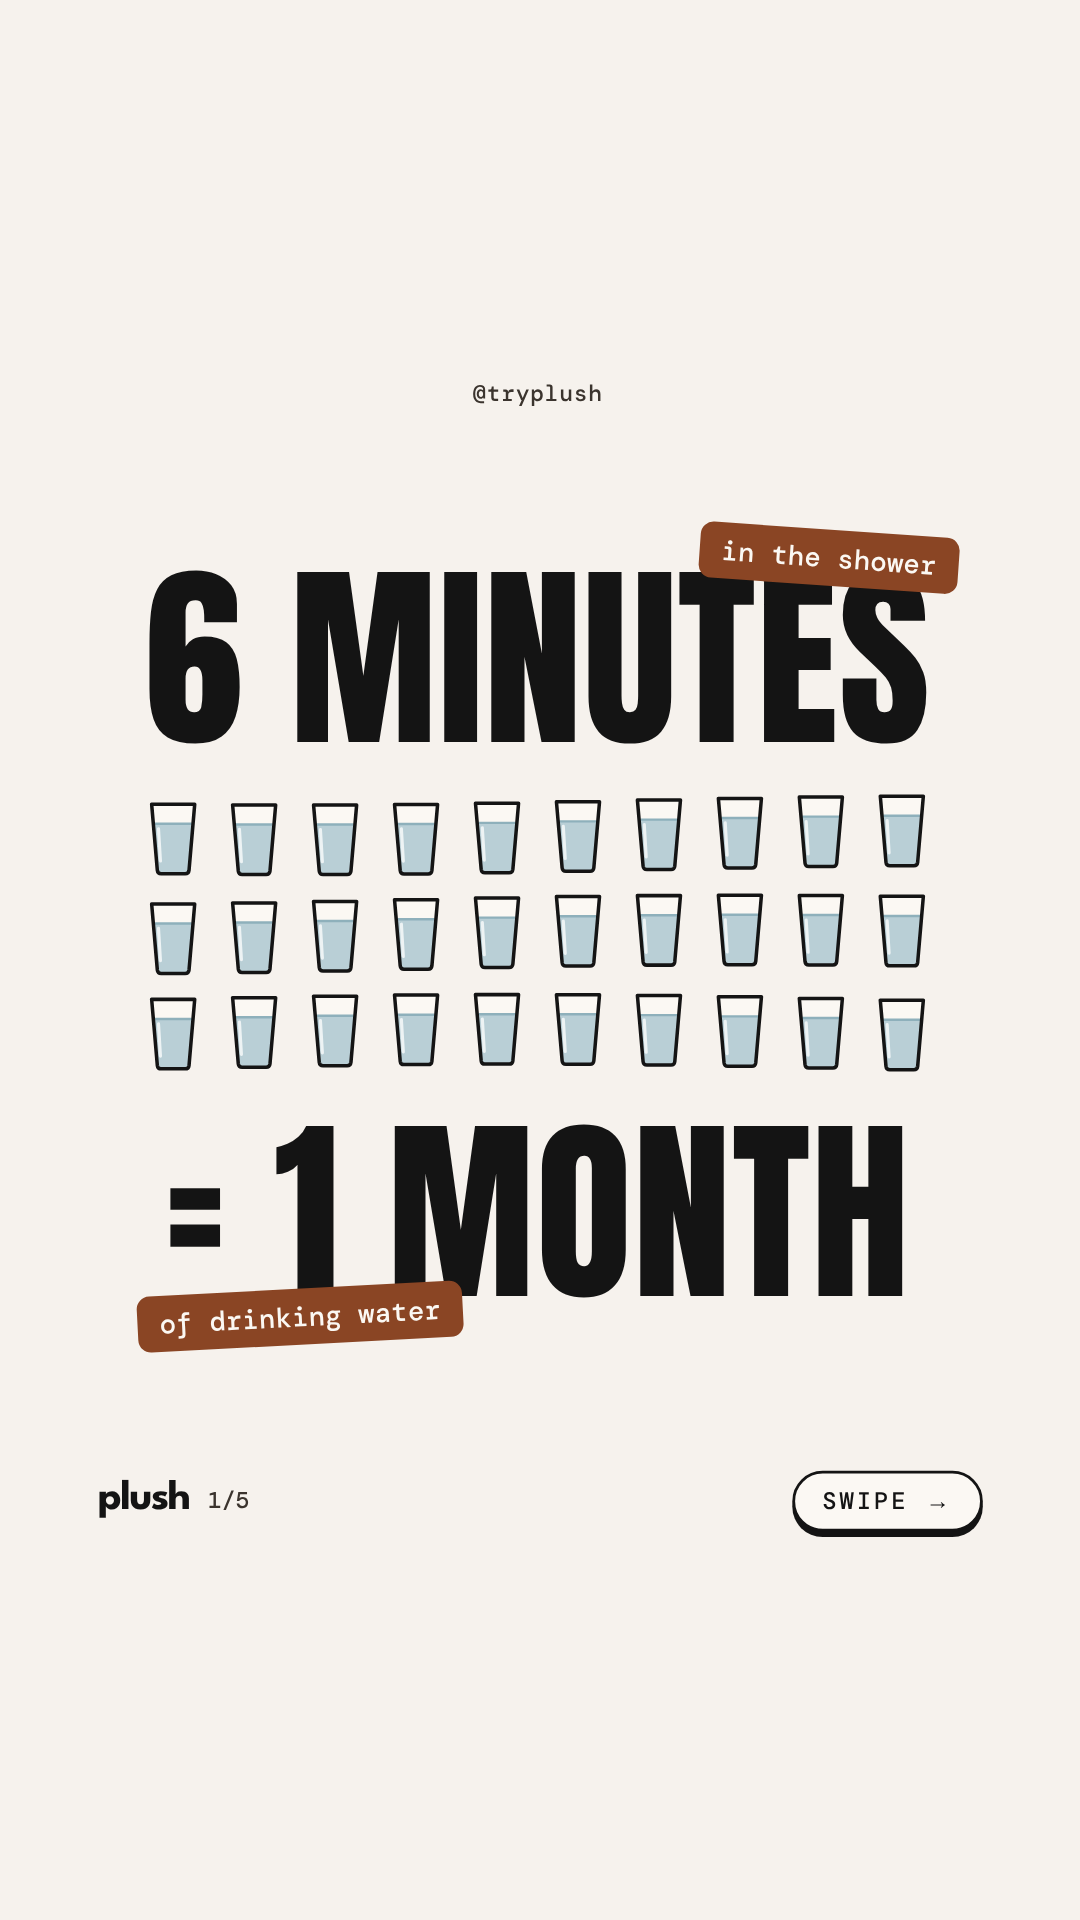 @tryplush
in the shower
6 MINUTES
= 1 MONTH
of drinking water
plush 1/5
SWIPE →